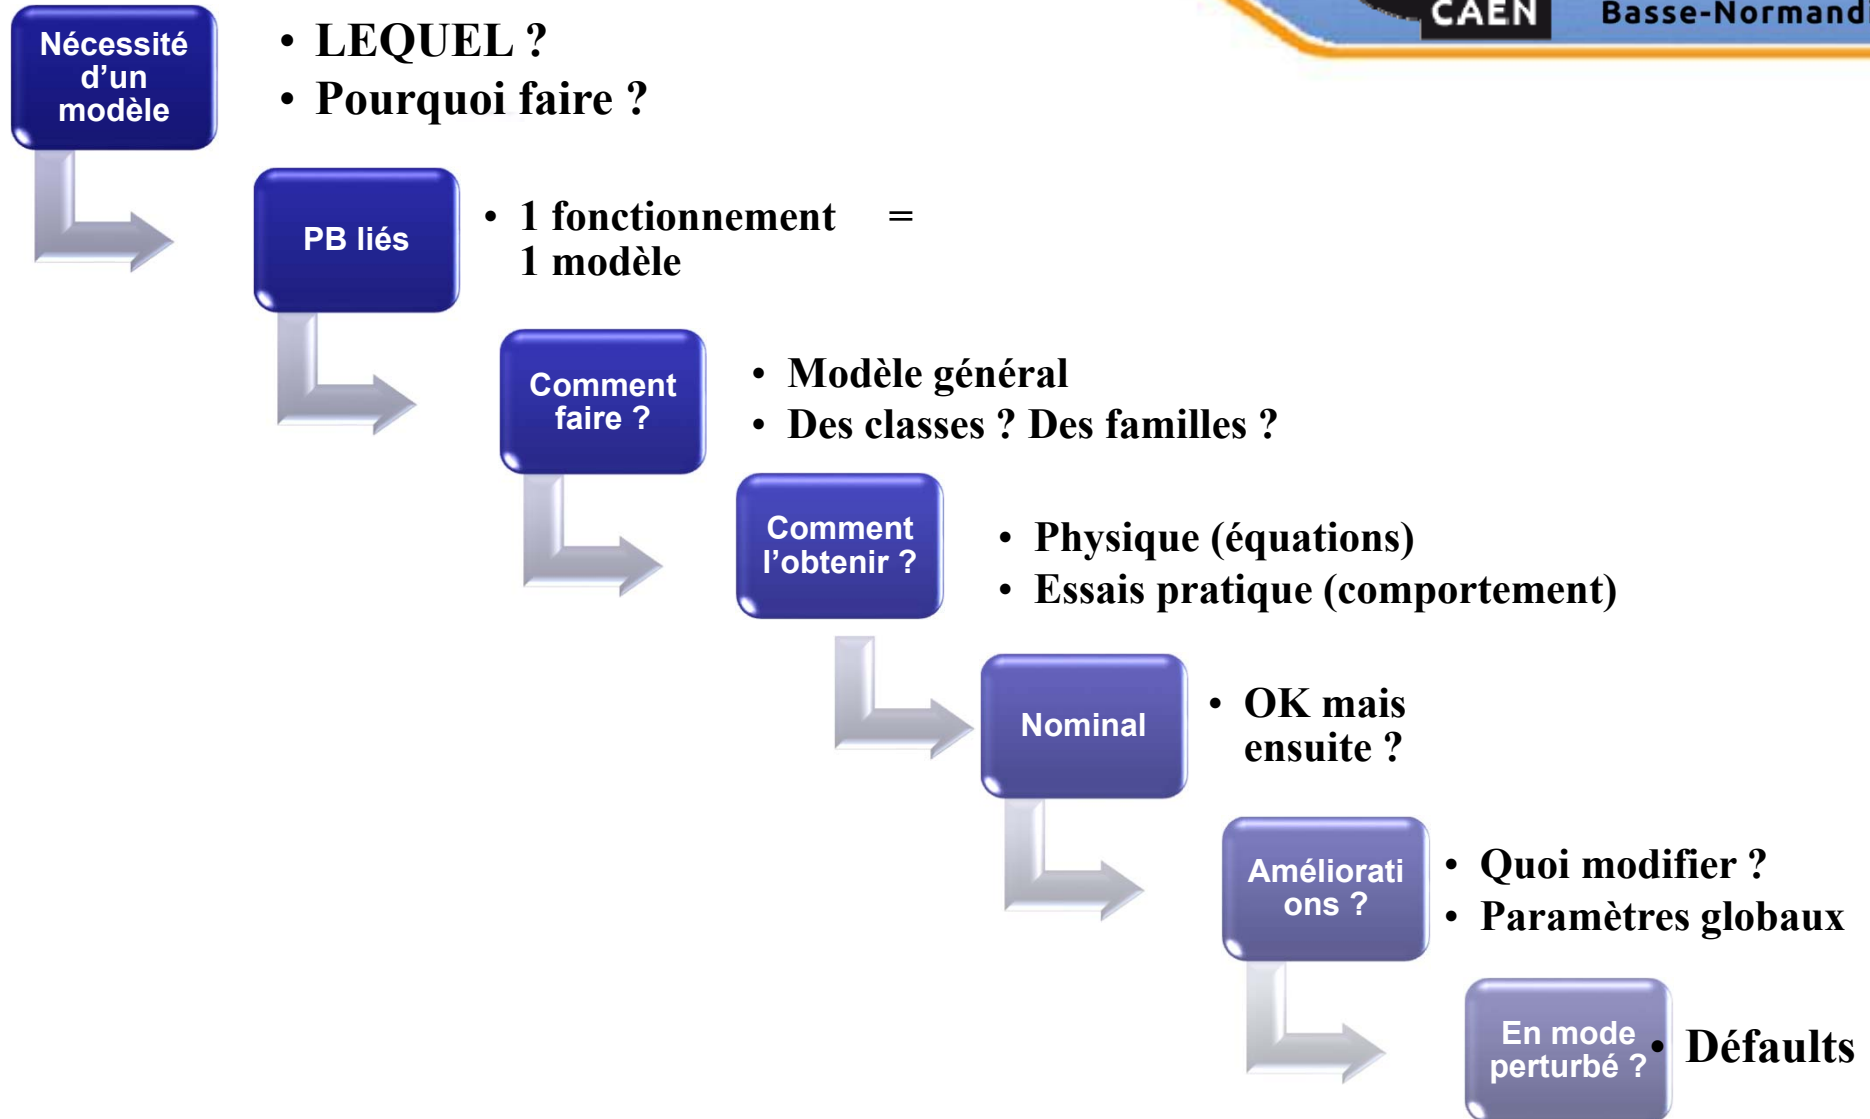 CAEN
Basse-Normandi
Nécessité
d’un
modèle
• LEQUEL ?
• Pourquoi faire ?
PB liés
• 1 fonctionnement =
1 modèle
Comment
faire ?
• Modèle général
• Des classes ? Des familles ?
Comment
l’obtenir ?
• Physique (équations)
• Essais pratique (comportement)
Nominal
• OK mais
ensuite ?
Améliorati
ons ?
• Quoi modifier ?
• Paramètres globaux
En mode
perturbé ?
• Défaults